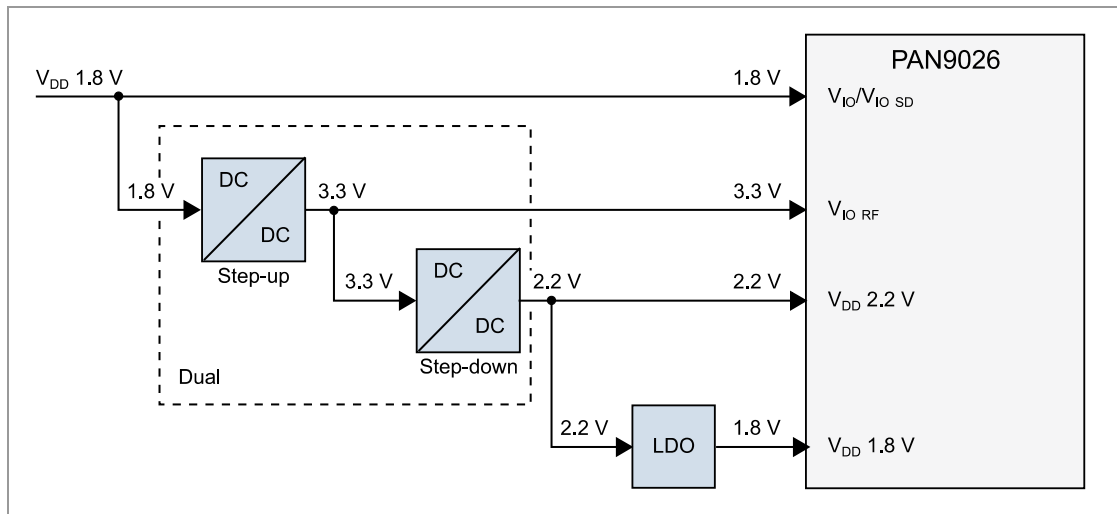 PAN9026
VDD 1.8 V
1.8 V
VIO/VIO SD
DC
DC
1.8 V
3.3 V
3.3 V
VIO RF
Step-up
DC
DC
3.3 V
2.2 V
2.2 V
VDD 2.2 V
Step-down
Dual
2.2 V
LDO
1.8 V
VDD 1.8 V